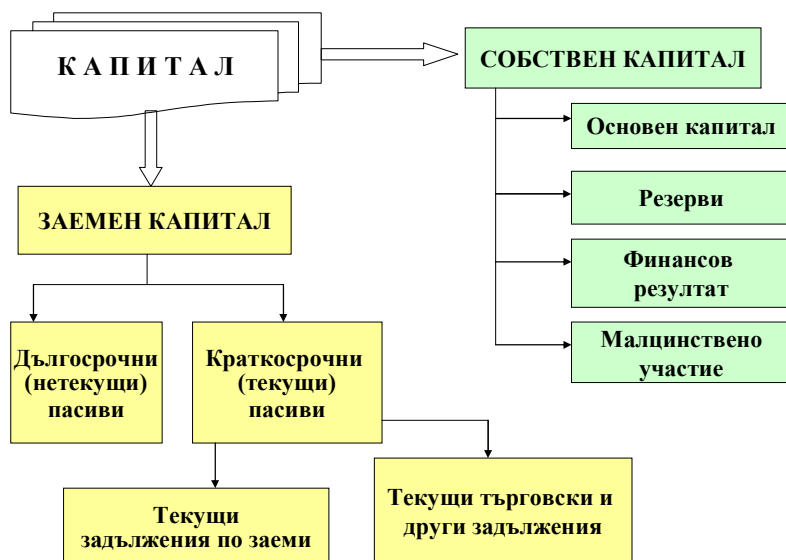 К А П И Т А Л
СОБСТВЕН КАПИТАЛ
Основен капитал
Резерви
Финансов
резултат
Малцинствено
участие
ЗАЕМЕН КАПИТАЛ
Дългосрочни
(нетекущи)
пасиви
Краткосрочни
(текущи)
пасиви
Текущи
задължения по заеми
Текущи търговски и
други задължения